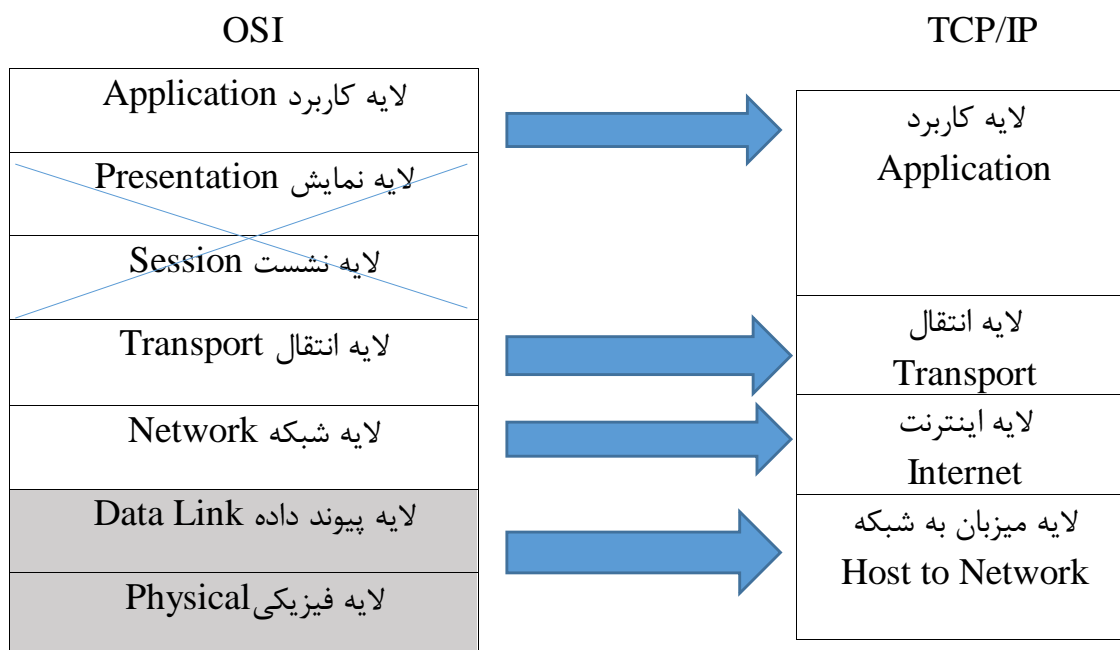 OSI
TCP/IP
لایه کاربرد Application
لایه نمایش Presentation
لایه نشست Session
لایه انتقال Transport
لایه شبکه Network
لایه پیوند داده Data Link
لایه فیزیکی Physical
لایه کاربرد
Application
لایه انتقال
Transport
لایه اینترنت
Internet
لایه میزبان به شبکه
Host to Network